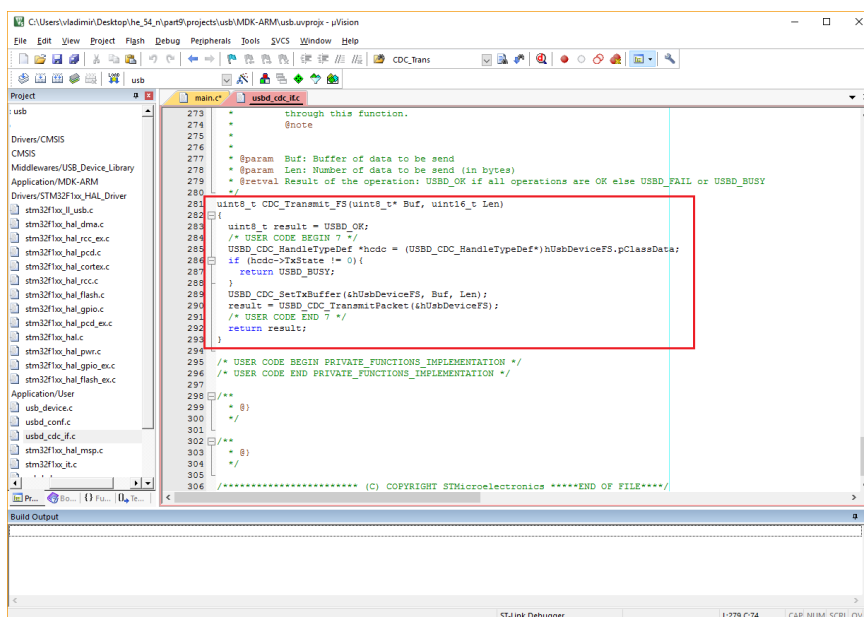 C:\Users\vladimir\Desktop\he_54_n\part9\projects\usb\MDK-ARM\usb.uvprojx - µVision
File Edit View Project Flash Debug Peripherals Tools SVCS Window Help
CDC_Trans
usb
Project
main.c*
usbd_cdc_if.c
: usb
Drivers/CMSIS
CMSIS
Middlewares/USB_Device_Library
Application/MDK-ARM
Drivers/STM32F1xx_HAL_Driver
stm32f1xx_ll_usb.c
stm32f1xx_hal_dma.c
stm32f1xx_hal_rcc_ex.c
stm32f1xx_hal_pcd.c
stm32f1xx_hal_cortex.c
stm32f1xx_hal_rcc.c
stm32f1xx_hal_flash.c
stm32f1xx_hal_gpio.c
stm32f1xx_hal_pcd_ex.c
stm32f1xx_hal.c
stm32f1xx_hal_pwr.c
stm32f1xx_hal_gpio_ex.c
stm32f1xx_hal_flash_ex.c
Application/User
usb_device.c
usbd_conf.c
usbd_cdc_if.c
stm32f1xx_hal_msp.c
stm32f1xx_it.c
Pr... Bo... {} Fu... Te...
273 * through this function.
274 * @note
275 *
276 *
277 * @param Buf: Buffer of data to be send
278 * @param Len: Number of data to be send (in bytes)
279 * @retval Result of the operation: USBD_OK if all operations are OK else USBD_FAIL or USBD_BUSY
280 */
281 uint8_t CDC_Transmit_FS(uint8_t* Buf, uint16_t Len)
282 {
283 uint8_t result = USBD_OK;
284 /* USER CODE BEGIN 7 */
285 USBD_CDC_HandleTypeDef *hcdc = (USBD_CDC_HandleTypeDef*)hUsbDeviceFS.pClassData;
286 if (hcdc->TxState != 0){
287 return USBD_BUSY;
288 }
289 USBD_CDC_SetTxBuffer(&hUsbDeviceFS, Buf, Len);
290 result = USBD_CDC_TransmitPacket(&hUsbDeviceFS);
291 /* USER CODE END 7 */
292 return result;
293 }
294
295 /* USER CODE BEGIN PRIVATE_FUNCTIONS_IMPLEMENTATION */
296 /* USER CODE END PRIVATE_FUNCTIONS_IMPLEMENTATION */
297
298 /**
299 * @}
300 */
301
302 /**
303 * @}
304 */
305
306 /************************ (C) COPYRIGHT STMicroelectronics *****END OF FILE****/
Build Output
ST-Link Debugger L:279 C:74 CAP NUM SCRL OV